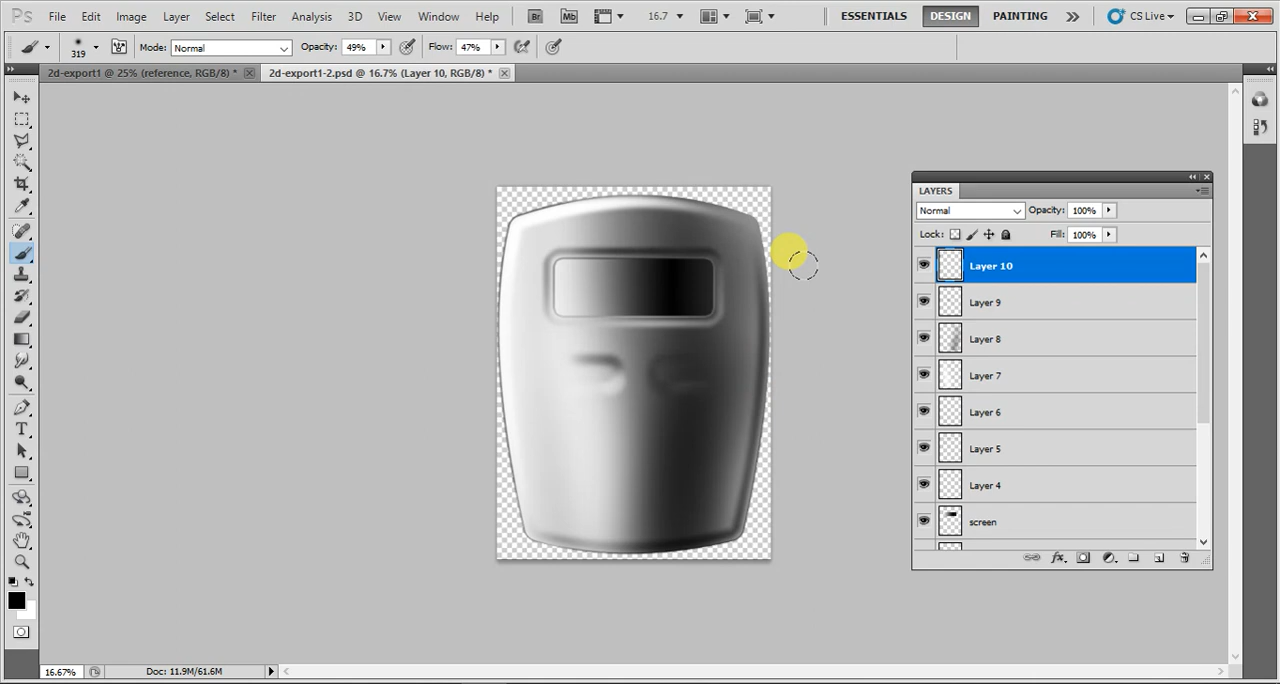 Ps File Edit Image Layer Select Filter Analysis 3D View Window Help Br Mb 16.7 ESSENTIALS DESIGN PAINTING CS Live
319 Mode: Normal Opacity: 49% Flow: 47%
2d-export1 @ 25% (reference, RGB/8) * 2d-export1-2.psd @ 16.7% (Layer 10, RGB/8) *
LAYERS
Normal Opacity: 100%
Lock: Fill: 100%
Layer 10
Layer 9
Layer 8
Layer 7
Layer 6
Layer 5
Layer 4
screen
fx
T
16.67% Doc: 11.9M/61.6M